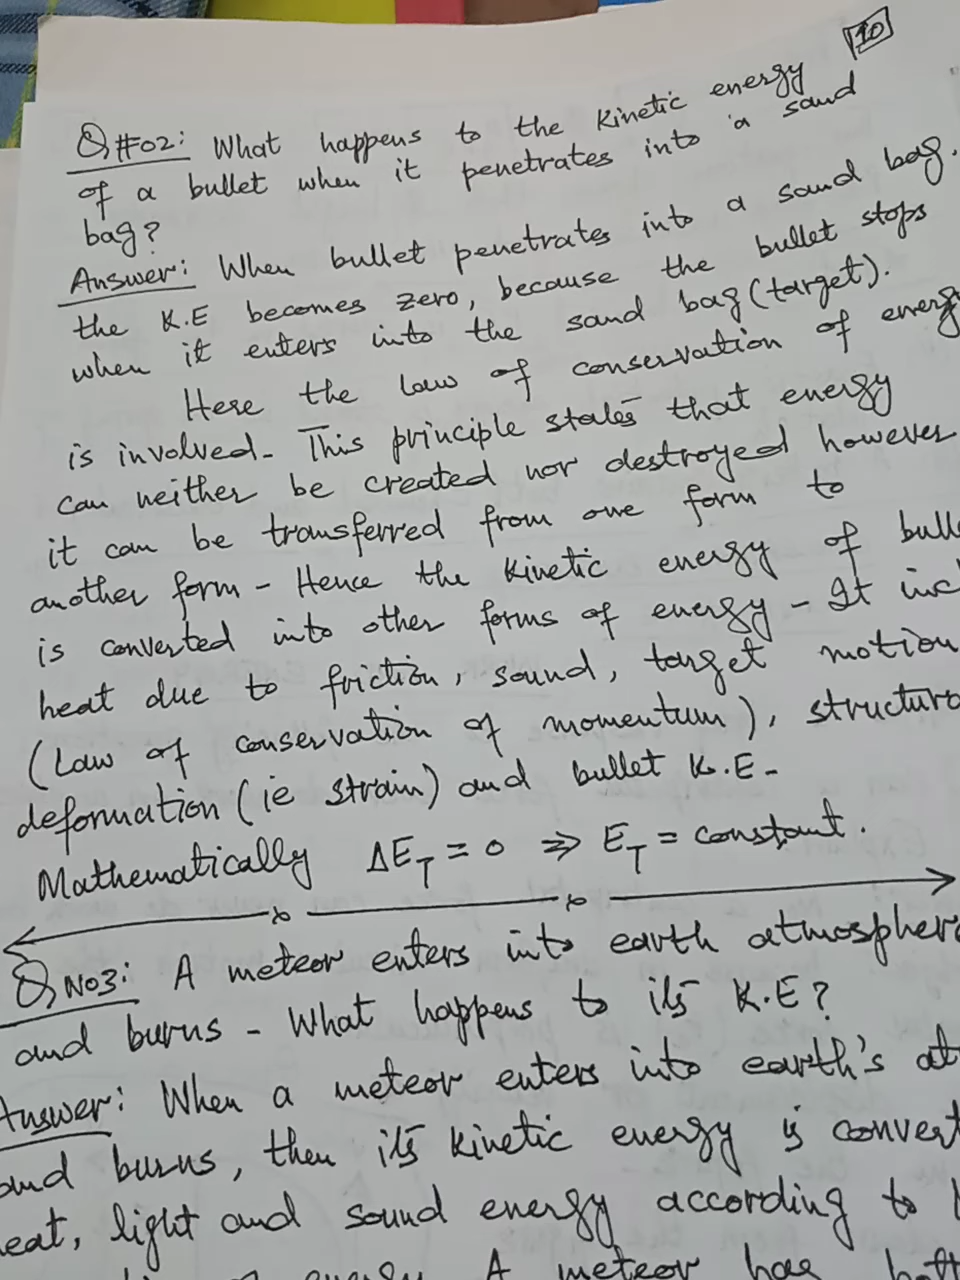 10
Q#02: What happens to the Kinetic energy
of a bullet when it penetrates into a sand
bag?
Answer: When bullet penetrates into a sand bag.
the K.E becomes zero, because the bullet stops
when it enters into the sand bag (target).
Here the law of conservation of energy
is involved- This principle states that energy
can neither be created nor destroyed however
it can be transferred from one form to
another form - Hence the Kinetic energy of bull
is converted into other forms of energy - It incl
heat due to friction, sound, target motion
(Law of conservation of momentum), structura
deformation (ie strain) and bullet K.E-
Mathematically ΔE_T = 0 ⇒ E_T = constant.
Q No3: A meteor enters into earth atmosphere
and burns - What happens to its K.E?
Answer: When a meteor enters into earth's at
and burns, then its kinetic energy is convert
heat, light and sound energy according to
energy. A meteor has both